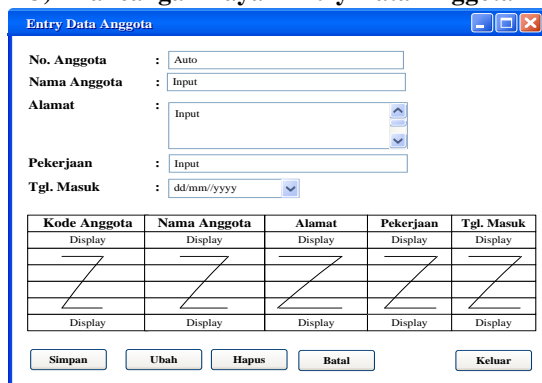 Entry Data Anggota
No. Anggota : Auto
Nama Anggota : Input
Alamat : Input
Pekerjaan : Input
Tgl. Masuk : dd/mm//yyyy
Kode Anggota Nama Anggota Alamat Pekerjaan Tgl. Masuk
Display Display Display Display Display
Display Display Display Display Display
Simpan Ubah Hapus Batal Keluar